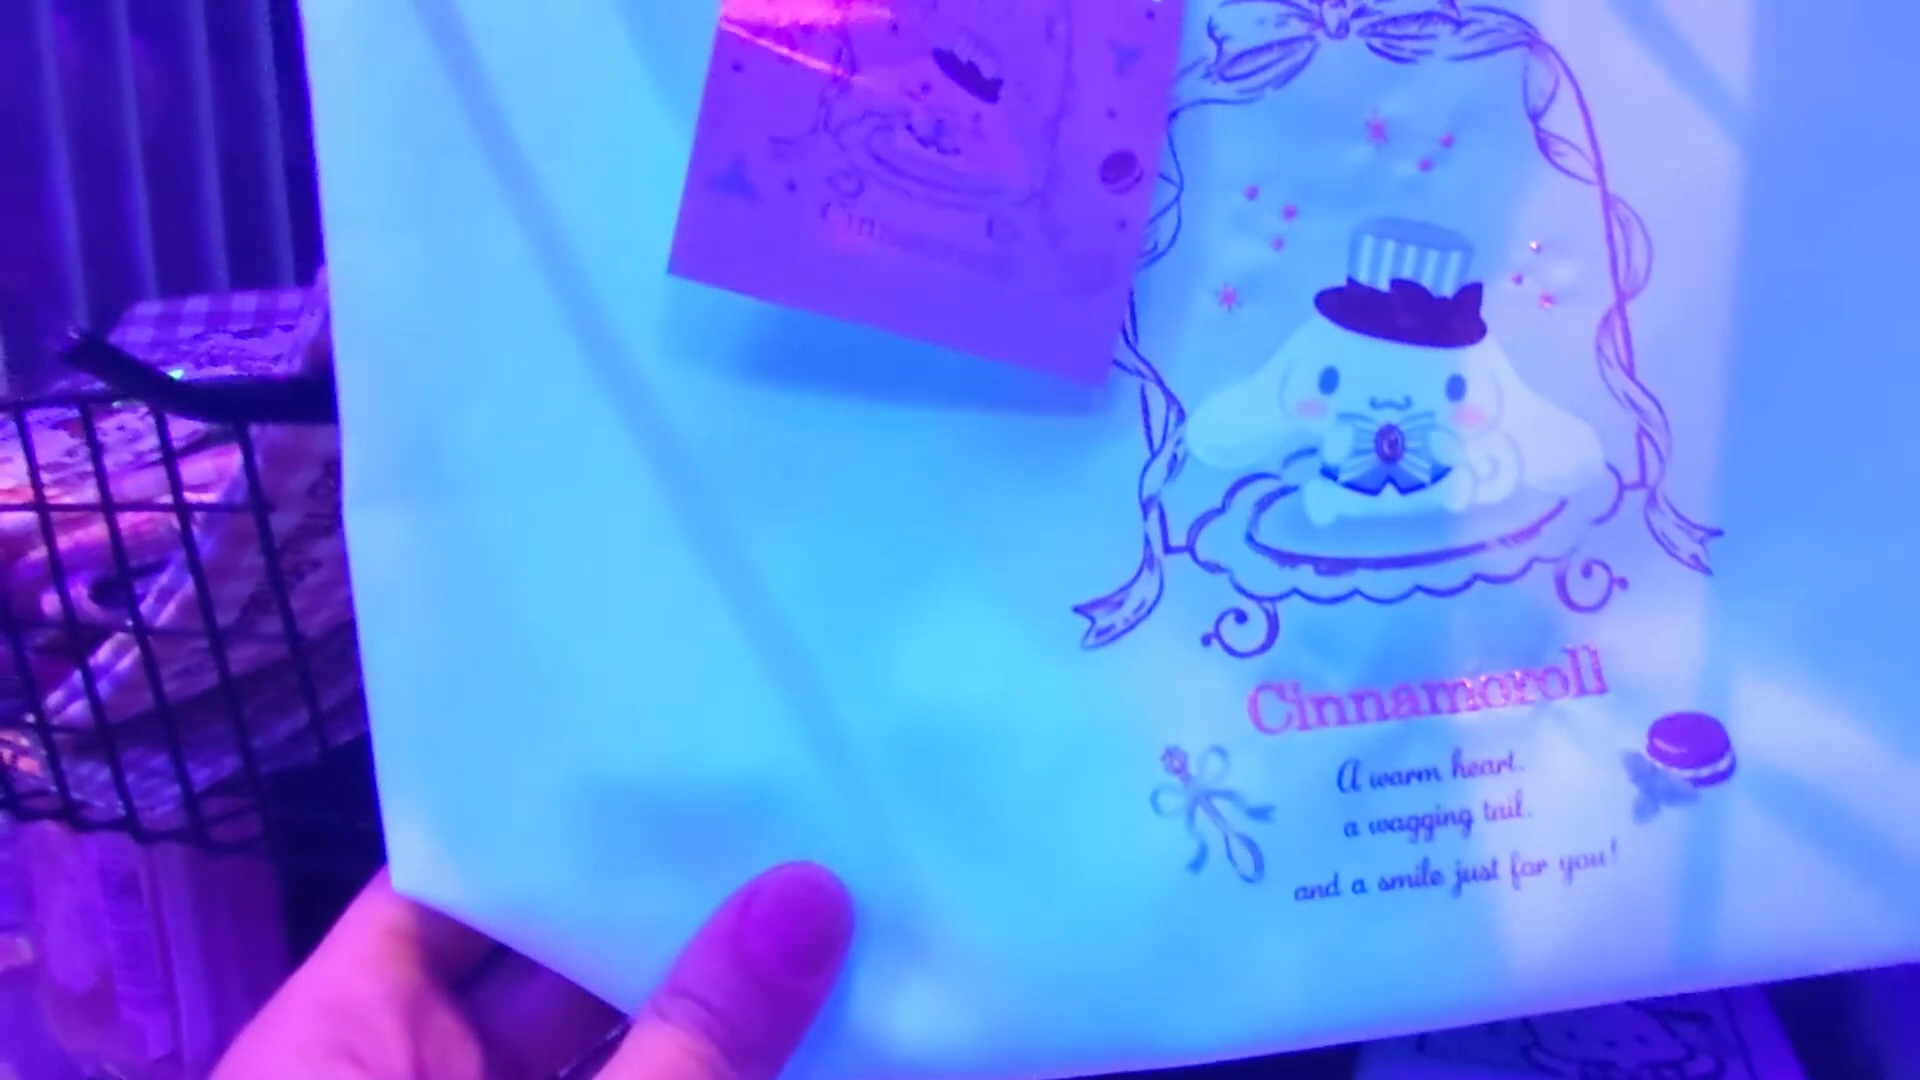 Cinnamoroll
A warm heart.
a wagging tail.
and a smile just for you!